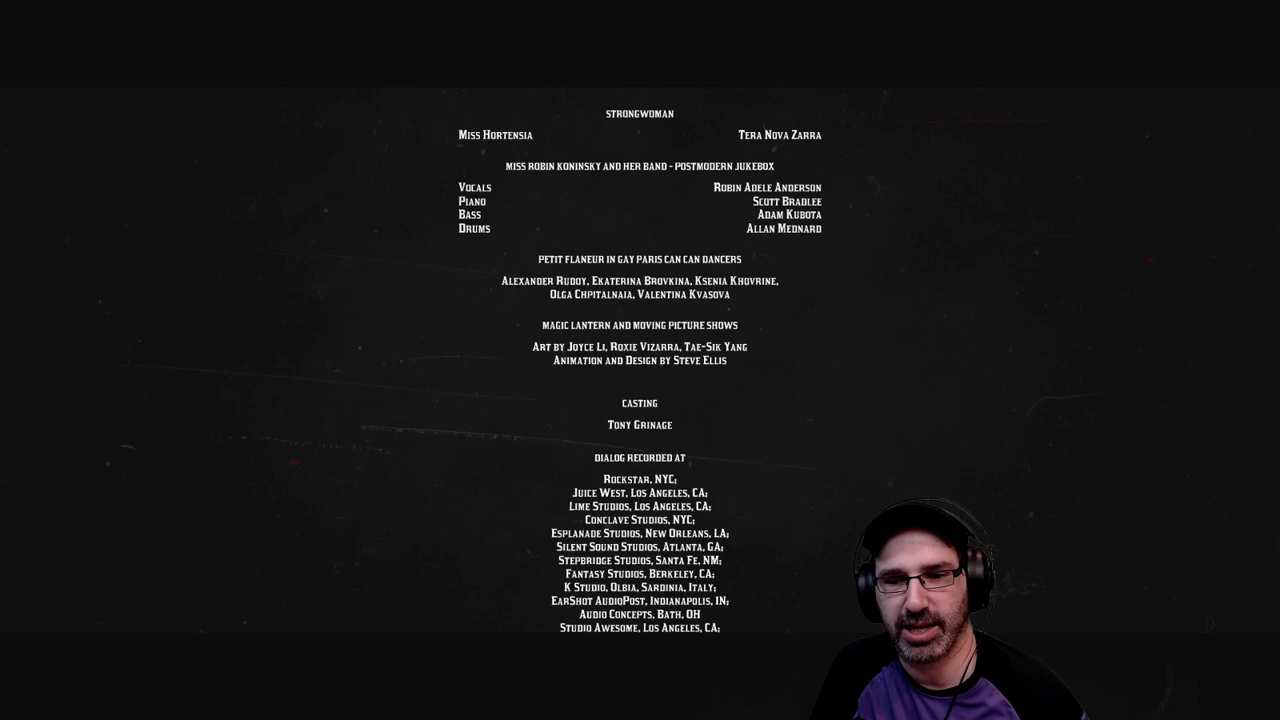 STRONGWOMAN
MISS HORTENSIA TERA NOVA ZARRA
MISS ROBIN KONINSKY AND HER BAND - POSTMODERN JUKEBOX
VOCALS ROBIN ADELE ANDERSON
PIANO SCOTT BRADLEE
BASS ADAM KUBOTA
DRUMS ALLAN MEDNARD
PETIT FLANEUR IN GAY PARIS CAN CAN DANCERS
ALEXANDER RUDOY, EKATERINA BROVKINA, KSENIA KHOVRINE,
OLGA CHPITALNAIA, VALENTINA KVASOVA
MAGIC LANTERN AND MOVING PICTURE SHOWS
ART BY JOYCE LI, ROXIE VIZARRA, TAE-SIK YANG
ANIMATION AND DESIGN BY STEVE ELLIS
CASTING
TONY GRINAGE
DIALOG RECORDED AT
ROCKSTAR, NYC;
JUICE WEST, LOS ANGELES, CA;
LIME STUDIOS, LOS ANGELES, CA;
CONCLAVE STUDIOS, NYC;
ESPLANADE STUDIOS, NEW ORLEANS, LA;
SILENT SOUND STUDIOS, ATLANTA, GA;
STEPBRIDGE STUDIOS, SANTA FE, NM;
FANTASY STUDIOS, BERKELEY, CA;
K STUDIO, OLBIA, SARDINIA, ITALY;
EARSHOT AUDIOPOST, INDIANAPOLIS, IN;
AUDIO CONCEPTS, BATH, OH
STUDIO AWESOME, LOS ANGELES, CA;